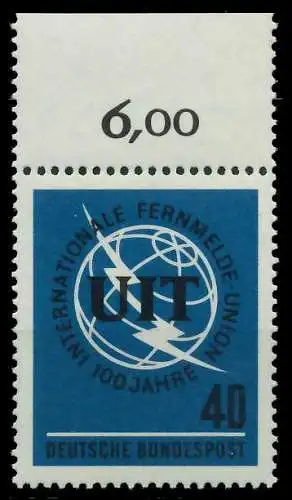 6,00
INTERNATIONALE FERNMELDE-UNION
UIT
100 JAHRE
40
DEUTSCHE BUNDESPOST